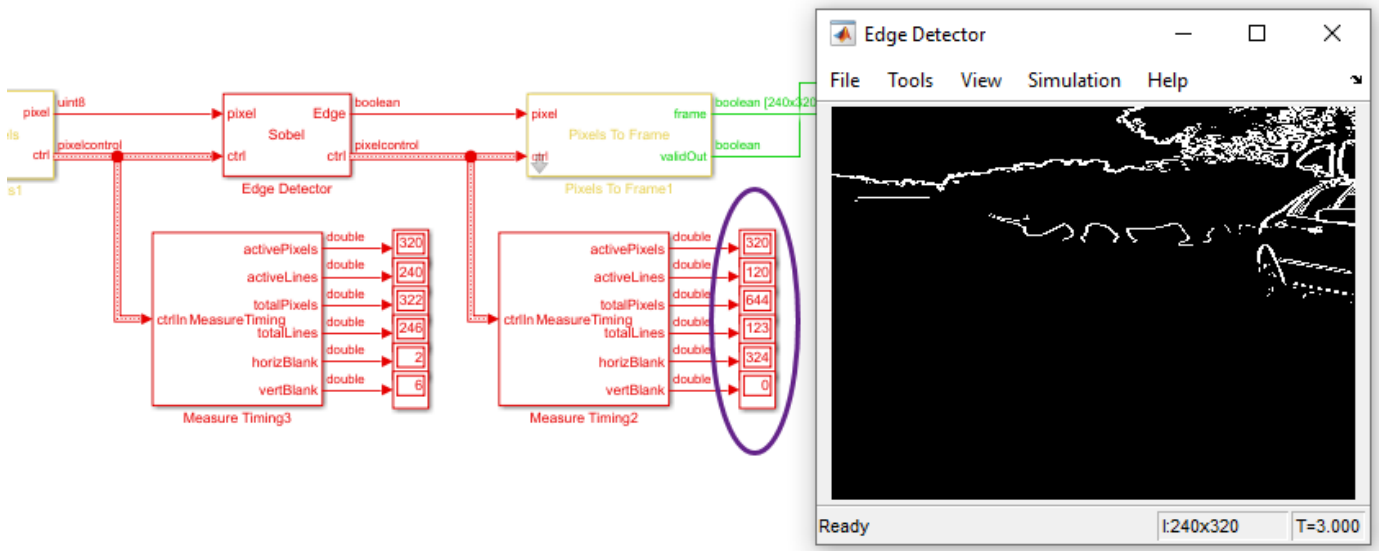 uint8
pixel
pixelcontrol
ctrl
s1
pixel
Edge
Sobel
ctrl
ctrl
Edge Detector
boolean
pixelcontrol
pixel
frame
Pixels To Frame
ctrl
validOut
Pixels To Frame1
boolean [240x320
boolean
ctrlIn MeasureTiming
activePixels
double
320
activeLines
double
240
totalPixels
double
322
totalLines
double
246
horizBlank
double
2
vertBlank
double
6
Measure Timing3
ctrlIn MeasureTiming
activePixels
double
320
activeLines
double
120
totalPixels
double
644
totalLines
double
123
horizBlank
double
324
vertBlank
double
0
Measure Timing2
Edge Detector
File Tools View Simulation Help
Ready
I:240x320
T=3.000